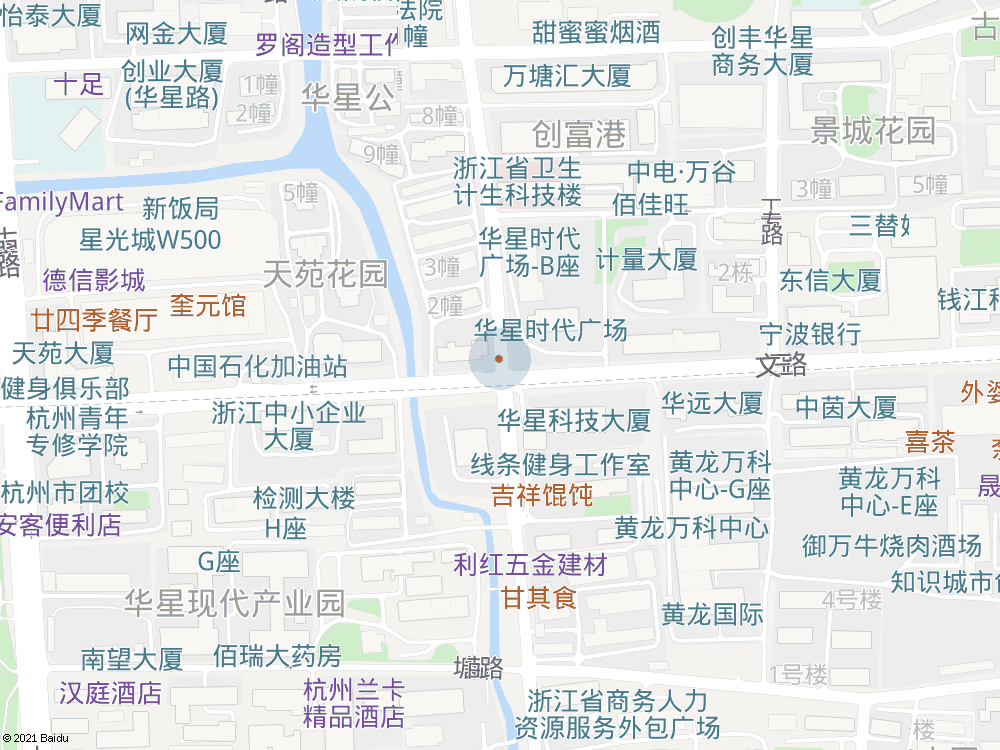 怡泰大厦
网金大厦
法院
幢
罗阁造型工作
甜蜜蜜烟酒
创丰华星
商务大厦
古
十足
创业大厦
(华星路)
1幢
2幢
华星公
8幢
万塘汇大厦
创富港
景城花园
9幢
浙江省卫生
计生科技楼
中电·万谷
佰佳旺
3幢
5幢
FamilyMart
新饭局
5幢
星光城W500
华星时代
广场-B座
计量大厦
三替
路
德信影城
天苑花园
3幢
2栋
东信大厦
廿四季餐厅
奎元馆
2幢
钱江科
华星时代广场
宁波银行
天苑大厦
中国石化加油站
文
路
健身俱乐部
杭州青年
专修学院
浙江中小企业
大厦
华星科技大厦
华远大厦
中茵大厦
外婆
喜茶
线条健身工作室
吉祥馄饨
黄龙万科
中心-G座
黄龙万科
中心-E座
杭州市团校
安客便利店
检测大楼
H座
黄龙万科中心
晟
G座
利红五金建材
御万牛烧肉酒场
甘其食
知识城市创
华星现代产业园
黄龙国际
4号楼
南望大厦
佰瑞大药房
塘
路
1号楼
汉庭酒店
杭州兰卡
精品酒店
浙江省商务人力
资源服务外包广场
楼
© 2021 Baidu